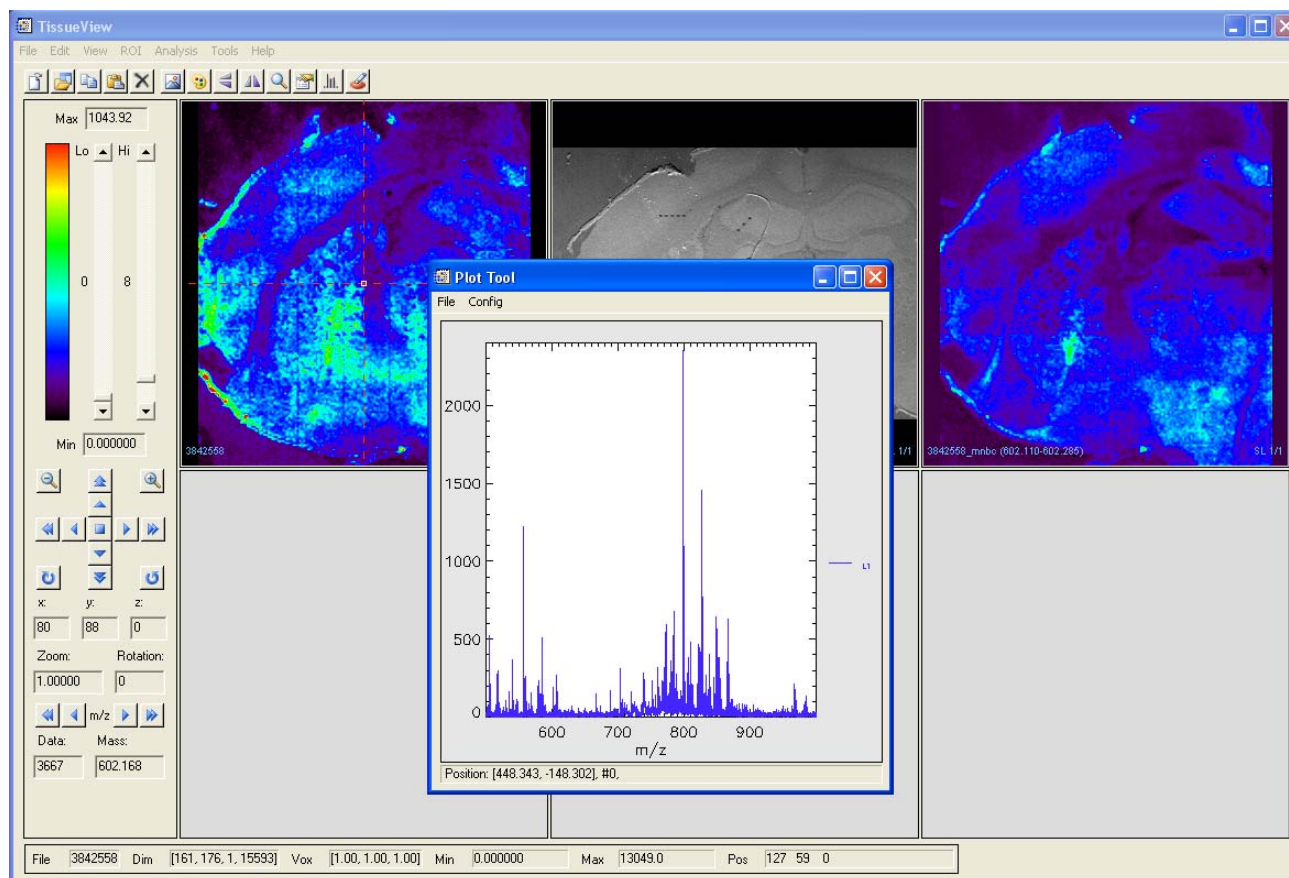 TissueView
File Edit View ROI Analysis Tools Help
Max 1043.92
Lo Hi
0 8
Min 0.000000
x: y: z:
80 88 0
Zoom: Rotation:
1.00000 0
m/z
Data: Mass:
3667 602.168
3842558
1/1
3842558_mnbc (602.110-602.285) SL 1/1
Plot Tool
File Config
2000
1500
1000
500
0
600 700 800 900
m/z
L1
Position: [448.343, -148.302], #0,
File 3842558 Dim [161, 176, 1, 15593] Vox [1.00, 1.00, 1.00] Min 0.000000 Max 13049.0 Pos 127 59 0